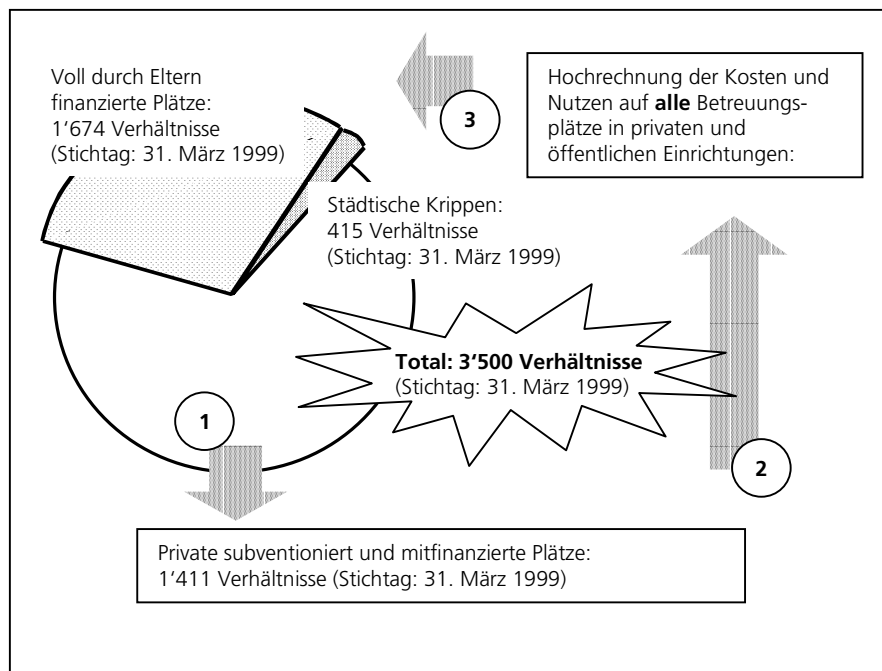 Voll durch Eltern
finanzierte Plätze:
1‘674 Verhältnisse
(Stichtag: 31. März 1999)
3
Hochrechnung der Kosten und
Nutzen auf alle Betreuungs-
plätze in privaten und
öffentlichen Einrichtungen:
Städtische Krippen:
415 Verhältnisse
(Stichtag: 31. März 1999)
Total: 3‘500 Verhältnisse
(Stichtag: 31. März 1999)
1
2
Private subventioniert und mitfinanzierte Plätze:
1‘411 Verhältnisse (Stichtag: 31. März 1999)